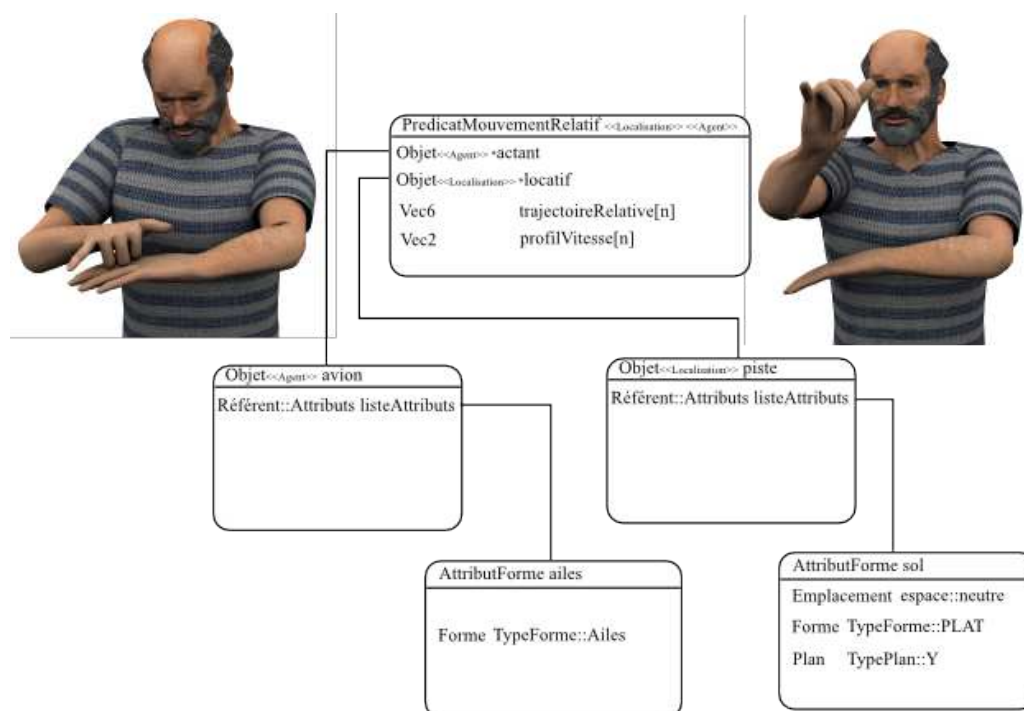 PredicatMouvementRelatif <<Localisation>> <<Agent>>
Objet<<Agent>> *actant
Objet<<Localisation>> *locatif
Vec6 trajectoireRelative[n]
Vec2 profilVitesse[n]
Objet<<Agent>> avion
Référent::Attributs listeAttributs
Objet<<Localisation>> piste
Référent::Attributs listeAttributs
AttributForme ailes
Forme TypeForme::Ailes
AttributForme sol
Emplacement espace::neutre
Forme TypeForme::PLAT
Plan TypePlan::Y